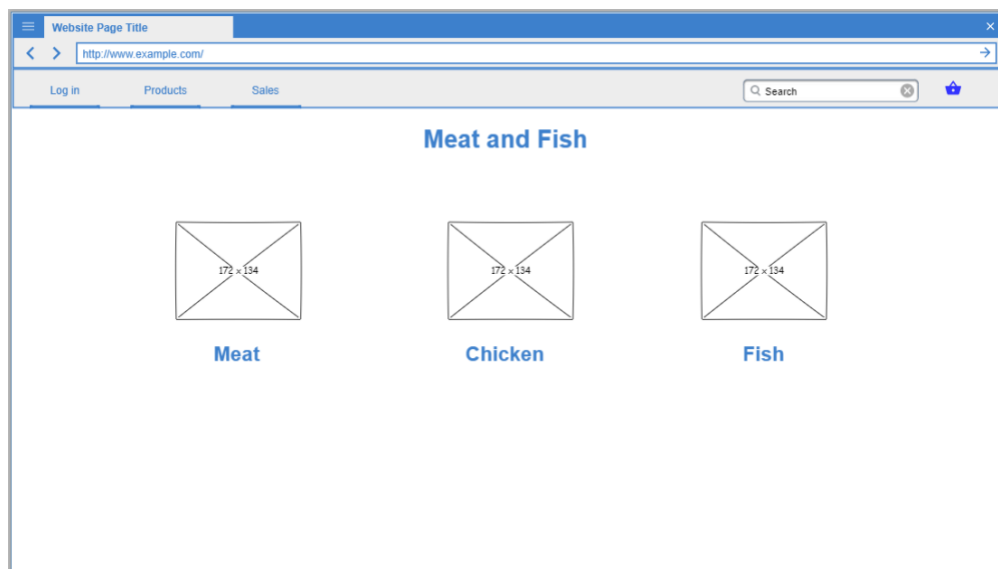 Website Page Title
http://www.example.com/
Log in Products Sales Search
Meat and Fish
172 x 134 172 x 134 172 x 134
Meat Chicken Fish